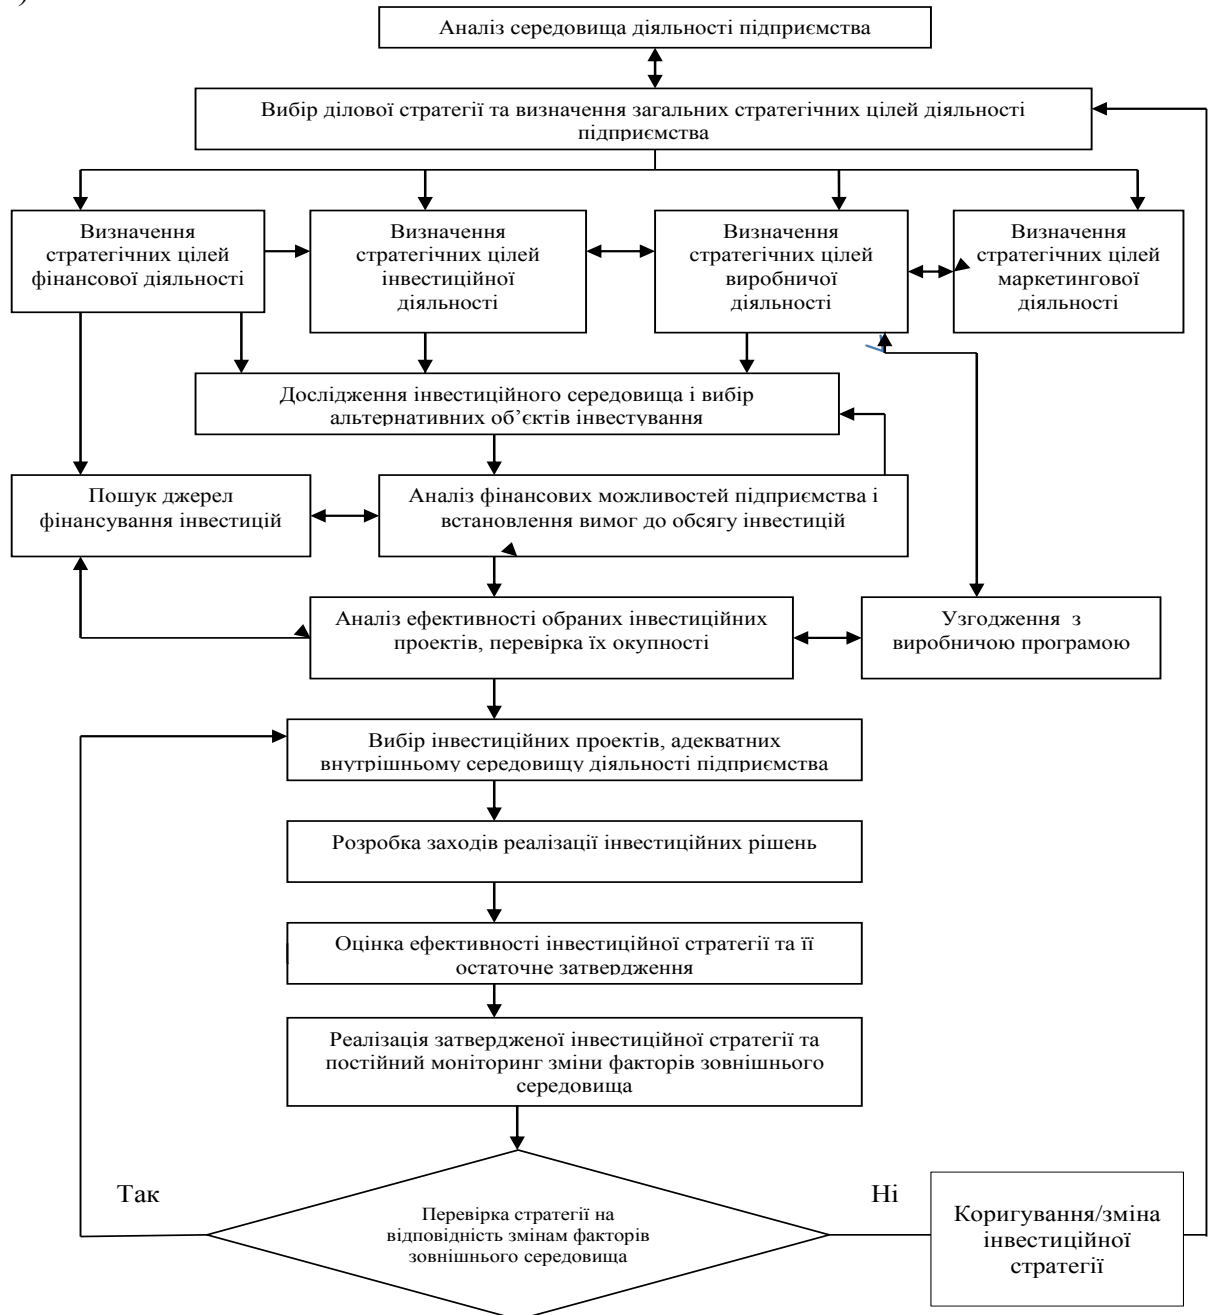 )
Аналіз середовища діяльності підприємства
Вибір ділової стратегії та визначення загальних стратегічних цілей діяльності
підприємства
Визначення
стратегічних цілей
фінансової діяльності
Визначення
стратегічних цілей
інвестиційної
діяльності
Визначення
стратегічних цілей
виробничої
діяльності
Визначення
стратегічних цілей
маркетингової
діяльності
Дослідження інвестиційного середовища і вибір
альтернативних об’єктів інвестування
Пошук джерел
фінансування інвестицій
Аналіз фінансових можливостей підприємства і
встановлення вимог до обсягу інвестицій
Аналіз ефективності обраних інвестиційних
проектів, перевірка їх окупності
Узгодження з
виробничою програмою
Вибір інвестиційних проектів, адекватних
внутрішньому середовищу діяльності підприємства
Розробка заходів реалізації інвестиційних рішень
Оцінка ефективності інвестиційної стратегії та її
остаточне затвердження
Реалізація затвердженої інвестиційної стратегії та
постійний моніторинг зміни факторів зовнішнього
середовища
Так
Перевірка стратегії на
відповідність змінам факторів
зовнішнього середовища
Ні
Коригування/зміна
інвестиційної
стратегії